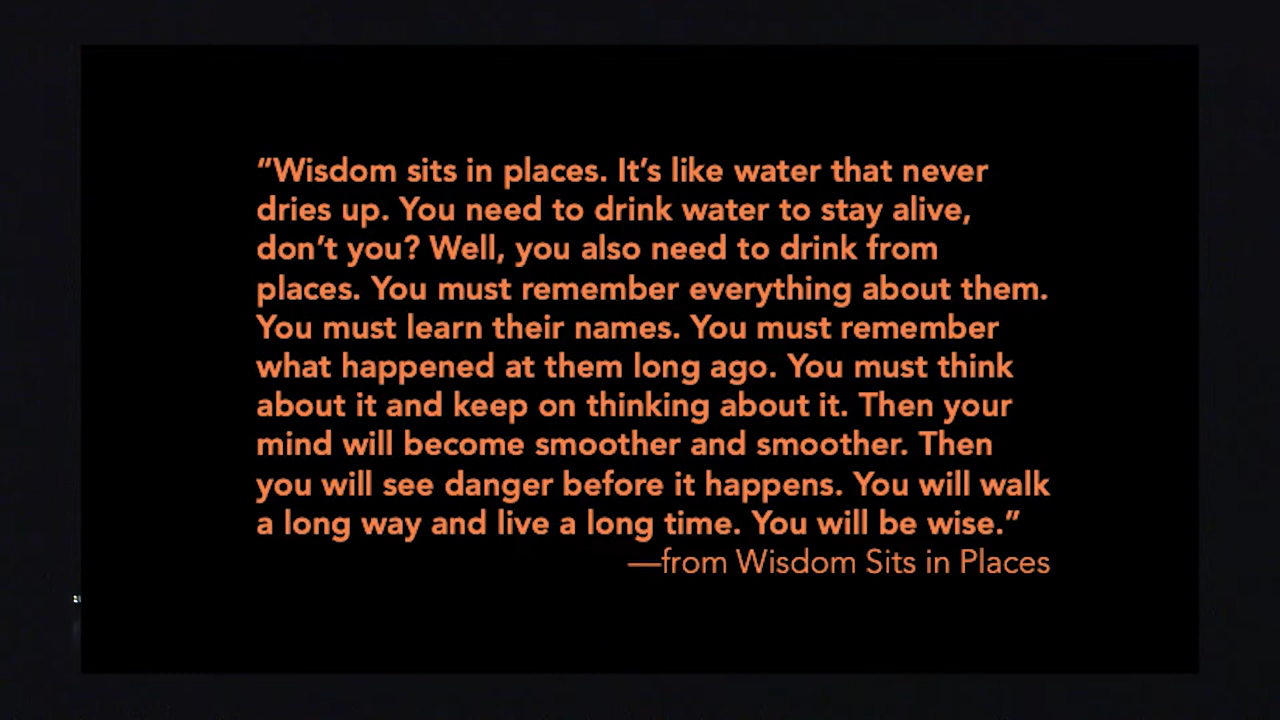 “Wisdom sits in places. It’s like water that never
dries up. You need to drink water to stay alive,
don’t you? Well, you also need to drink from
places. You must remember everything about them.
You must learn their names. You must remember
what happened at them long ago. You must think
about it and keep on thinking about it. Then your
mind will become smoother and smoother. Then
you will see danger before it happens. You will walk
a long way and live a long time. You will be wise.”
—from Wisdom Sits in Places